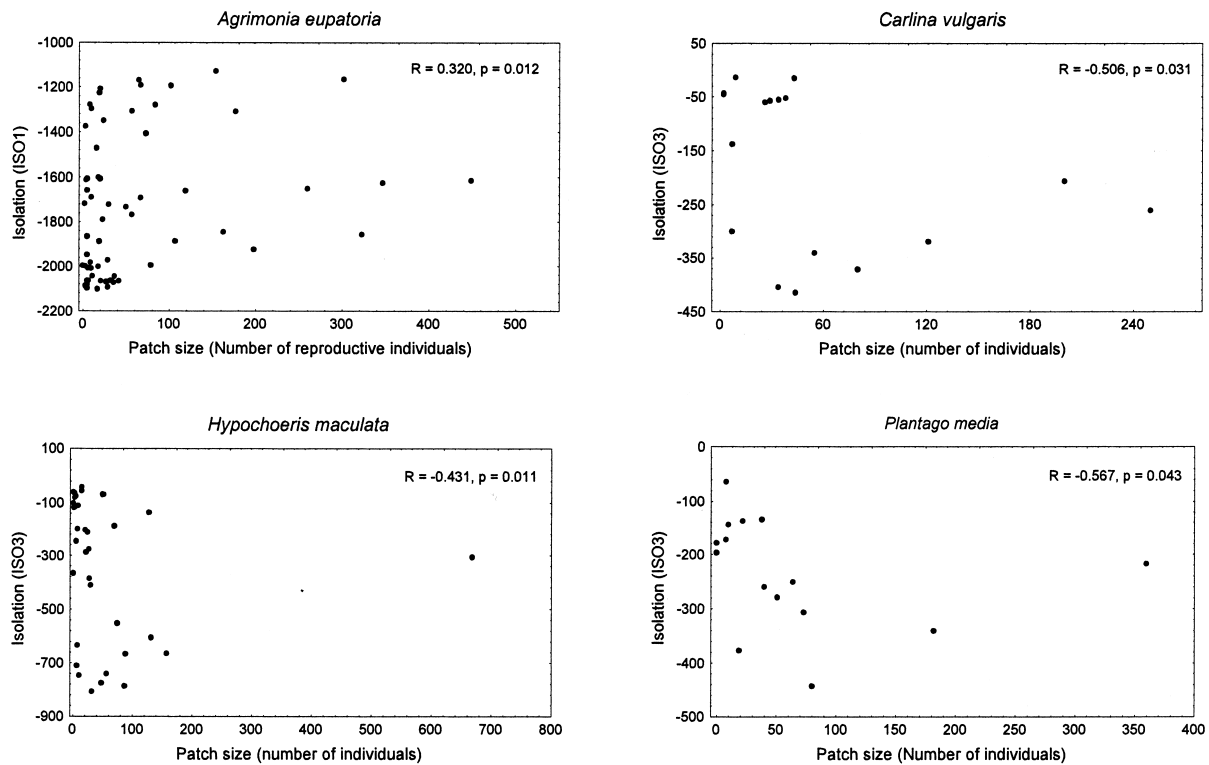 Agrimonia eupatoria
R = 0.320, p = 0.012
Isolation (ISO1)
-1000
-1200
-1400
-1600
-1800
-2000
-2200
0 100 200 300 400 500
Patch size (Number of reproductive individuals)
Carlina vulgaris
R = -0.506, p = 0.031
Isolation (ISO3)
50
-50
-150
-250
-350
-450
0 60 120 180 240
Patch size (number of individuals)
Hypochoeris maculata
R = -0.431, p = 0.011
Isolation (ISO3)
100
-100
-300
-500
-700
-900
0 100 200 300 400 500 600 700 800
Patch size (number of individuals)
Plantago media
R = -0.567, p = 0.043
Isolation (ISO3)
0
-100
-200
-300
-400
-500
0 50 100 150 200 250 300 350 400
Patch size (Number of individuals)